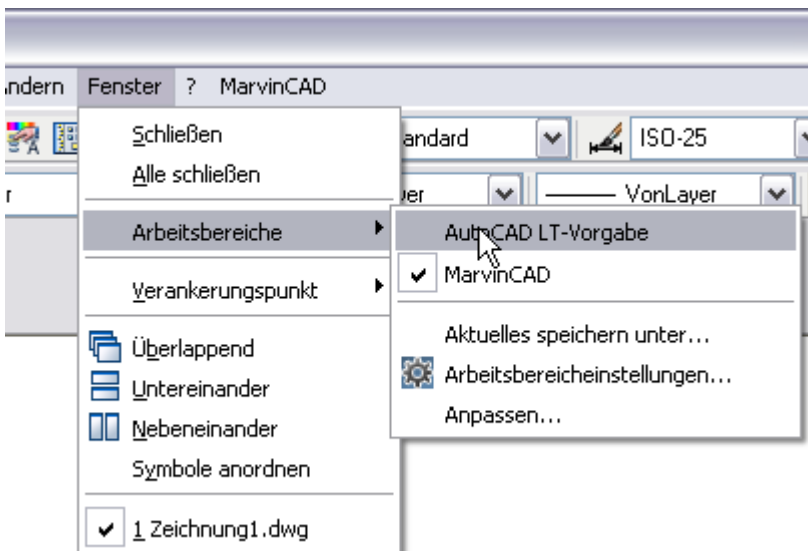 Ändern Fenster ? MarvinCAD
Schließen
andard ISO-25
Alle schließen
VonLayer
Arbeitsbereiche AutoCAD LT-Vorgabe
MarvinCAD
Verankerungspunkt
Aktuelles speichern unter...
Überlappend
Arbeitsbereicheinstellungen...
Untereinander
Anpassen...
Nebeneinander
Symbole anordnen
1 Zeichnung1.dwg